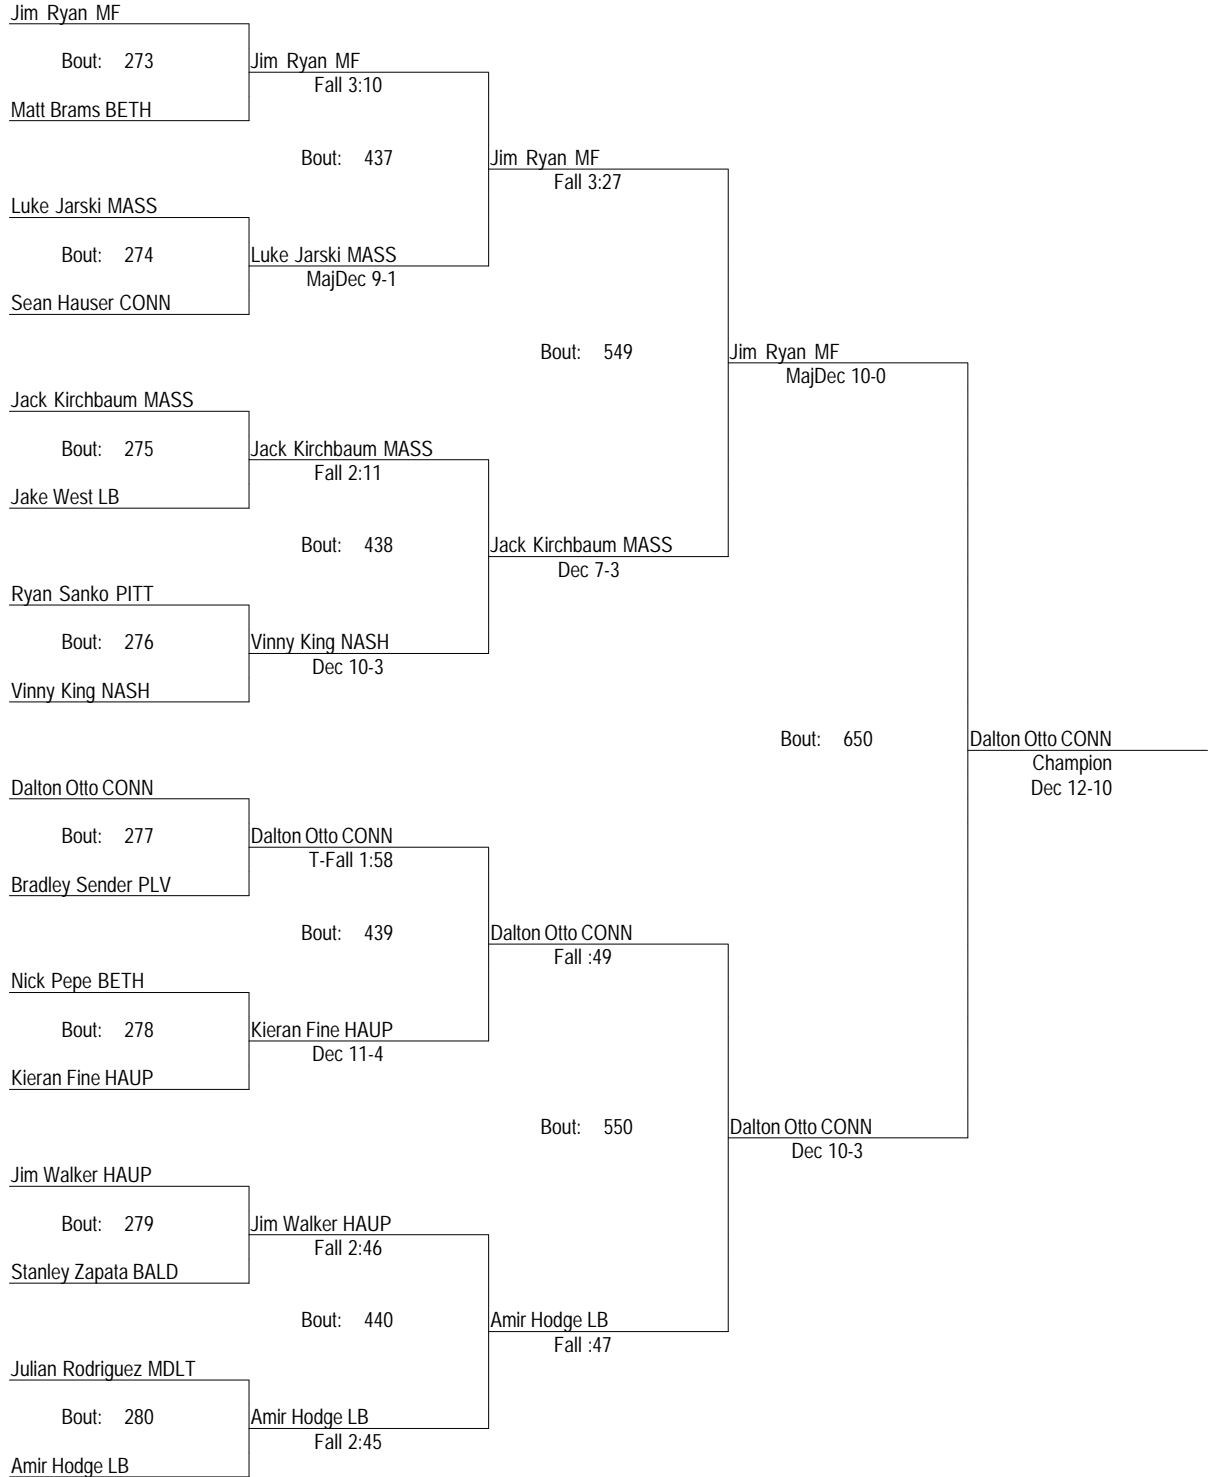 Jim Ryan MF
Bout: 273
Jim Ryan MF
Fall 3:10
Matt Brams BETH
Bout: 437
Jim Ryan MF
Fall 3:27
Luke Jarski MASS
Bout: 274
Luke Jarski MASS
MajDec 9-1
Sean Hauser CONN
Bout: 549
Jim Ryan MF
MajDec 10-0
Jack Kirchbaum MASS
Bout: 275
Jack Kirchbaum MASS
Fall 2:11
Jake West LB
Bout: 438
Jack Kirchbaum MASS
Dec 7-3
Ryan Sanko PITT
Bout: 276
Vinny King NASH
Dec 10-3
Vinny King NASH
Bout: 650
Dalton Otto CONN
Champion
Dec 12-10
Dalton Otto CONN
Bout: 277
Dalton Otto CONN
T-Fall 1:58
Bradley Sender PLV
Bout: 439
Dalton Otto CONN
Fall :49
Nick Pepe BETH
Bout: 278
Kieran Fine HAUP
Dec 11-4
Kieran Fine HAUP
Bout: 550
Dalton Otto CONN
Dec 10-3
Jim Walker HAUP
Bout: 279
Jim Walker HAUP
Fall 2:46
Stanley Zapata BALD
Bout: 440
Amir Hodge LB
Fall :47
Julian Rodriguez MDLT
Bout: 280
Amir Hodge LB
Fall 2:45
Amir Hodge LB